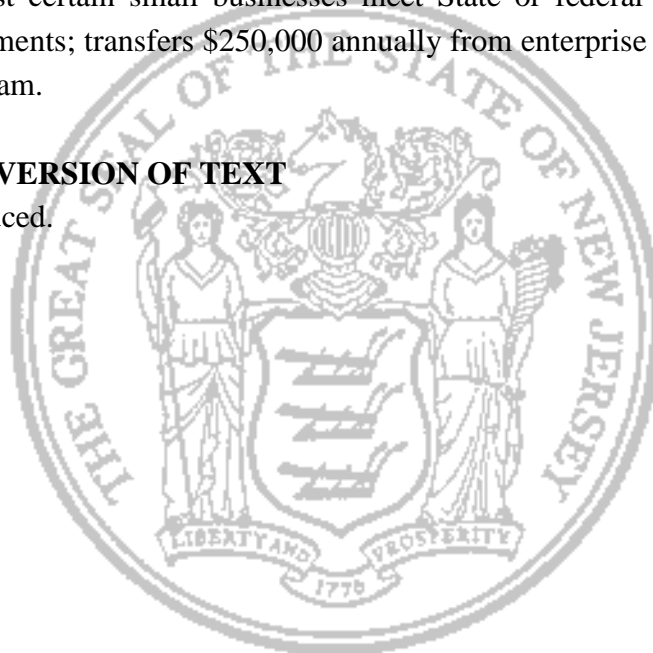 st certain small businesses meet State or federal
ments; transfers $250,000 annually from enterprise
am.
VERSION OF TEXT
uced.
THE GREAT SEAL OF THE STATE OF NEW JERSEY
LIBERTY AND PROSPERITY
1776